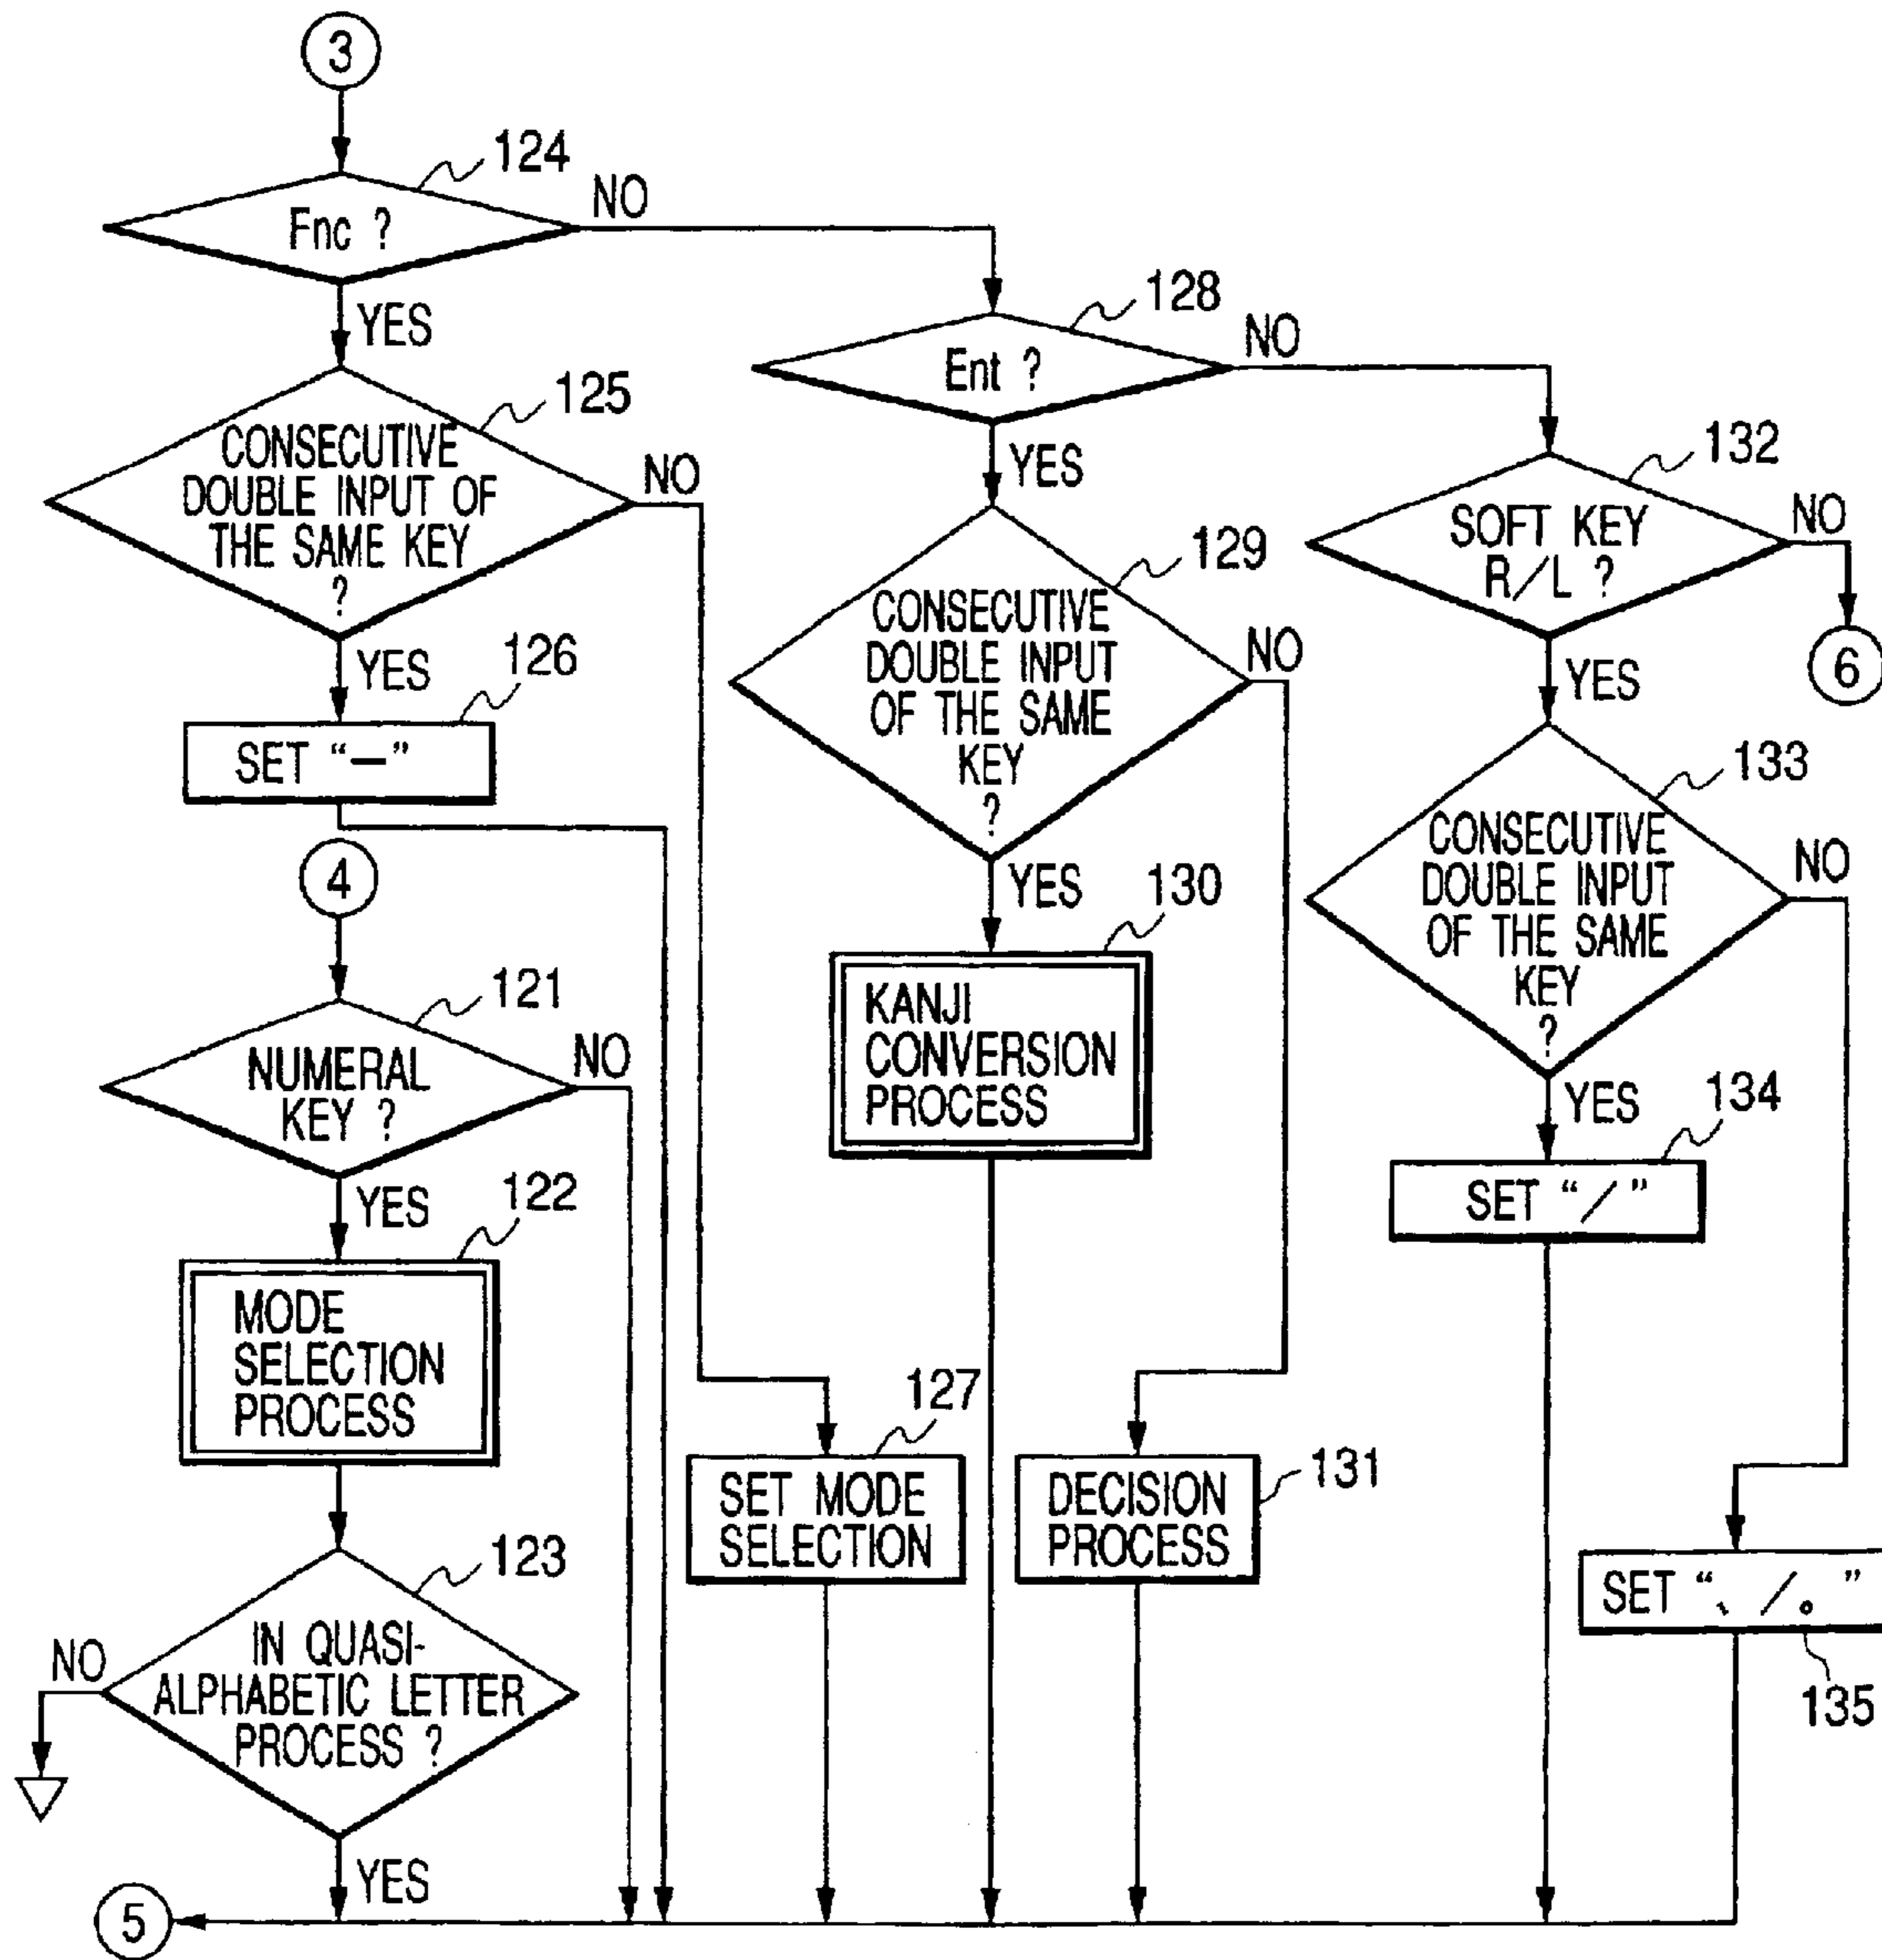 3
124
Fnc ?
NO
YES
125
CONSECUTIVE
DOUBLE INPUT OF
THE SAME KEY
?
NO
YES
126
SET “—”
4
121
NUMERAL
KEY ?
NO
YES
122
MODE
SELECTION
PROCESS
123
IN QUASI-
ALPHABETIC LETTER
PROCESS ?
NO
YES
5
128
Ent ?
NO
YES
129
CONSECUTIVE
DOUBLE INPUT
OF THE SAME
KEY
?
NO
YES
130
KANJI
CONVERSION
PROCESS
127
SET MODE
SELECTION
131
DECISION
PROCESS
132
SOFT KEY
R/L ?
NO
6
YES
133
CONSECUTIVE
DOUBLE INPUT
OF THE SAME
KEY
?
NO
YES
134
SET “/”
SET “、/。”
135